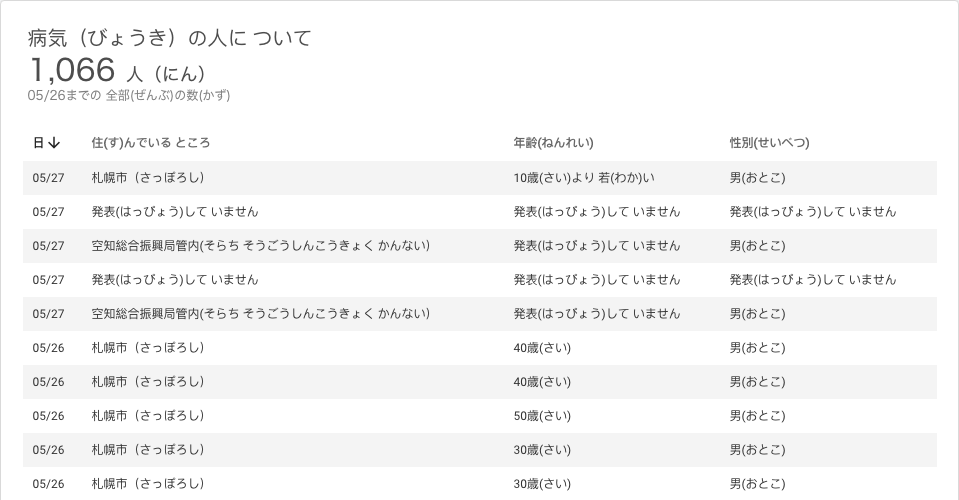 病気（びょうき）の人に ついて
1,066 人（にん）
05/26までの 全部(ぜんぶ)の数(かず)
日↓ 住(す)んでいる ところ 年齢(ねんれい) 性別(せいべつ)
05/27 札幌市（さっぽろし） 10歳(さい)より 若(わか)い 男(おとこ)
05/27 発表(はっぴょう)して いません 発表(はっぴょう)して いません 発表(はっぴょう)して いません
05/27 空知総合振興局管内(そらち そうごうしんこうきょく かんない） 発表(はっぴょう)して いません 男(おとこ)
05/27 発表(はっぴょう)して いません 発表(はっぴょう)して いません 発表(はっぴょう)して いません
05/27 空知総合振興局管内(そらち そうごうしんこうきょく かんない） 発表(はっぴょう)して いません 男(おとこ)
05/26 札幌市（さっぽろし） 40歳(さい) 男(おとこ)
05/26 札幌市（さっぽろし） 40歳(さい) 男(おとこ)
05/26 札幌市（さっぽろし） 50歳(さい) 男(おとこ)
05/26 札幌市（さっぽろし） 30歳(さい) 男(おとこ)
05/26 札幌市（さっぽろし） 30歳(さい) 男(おとこ)